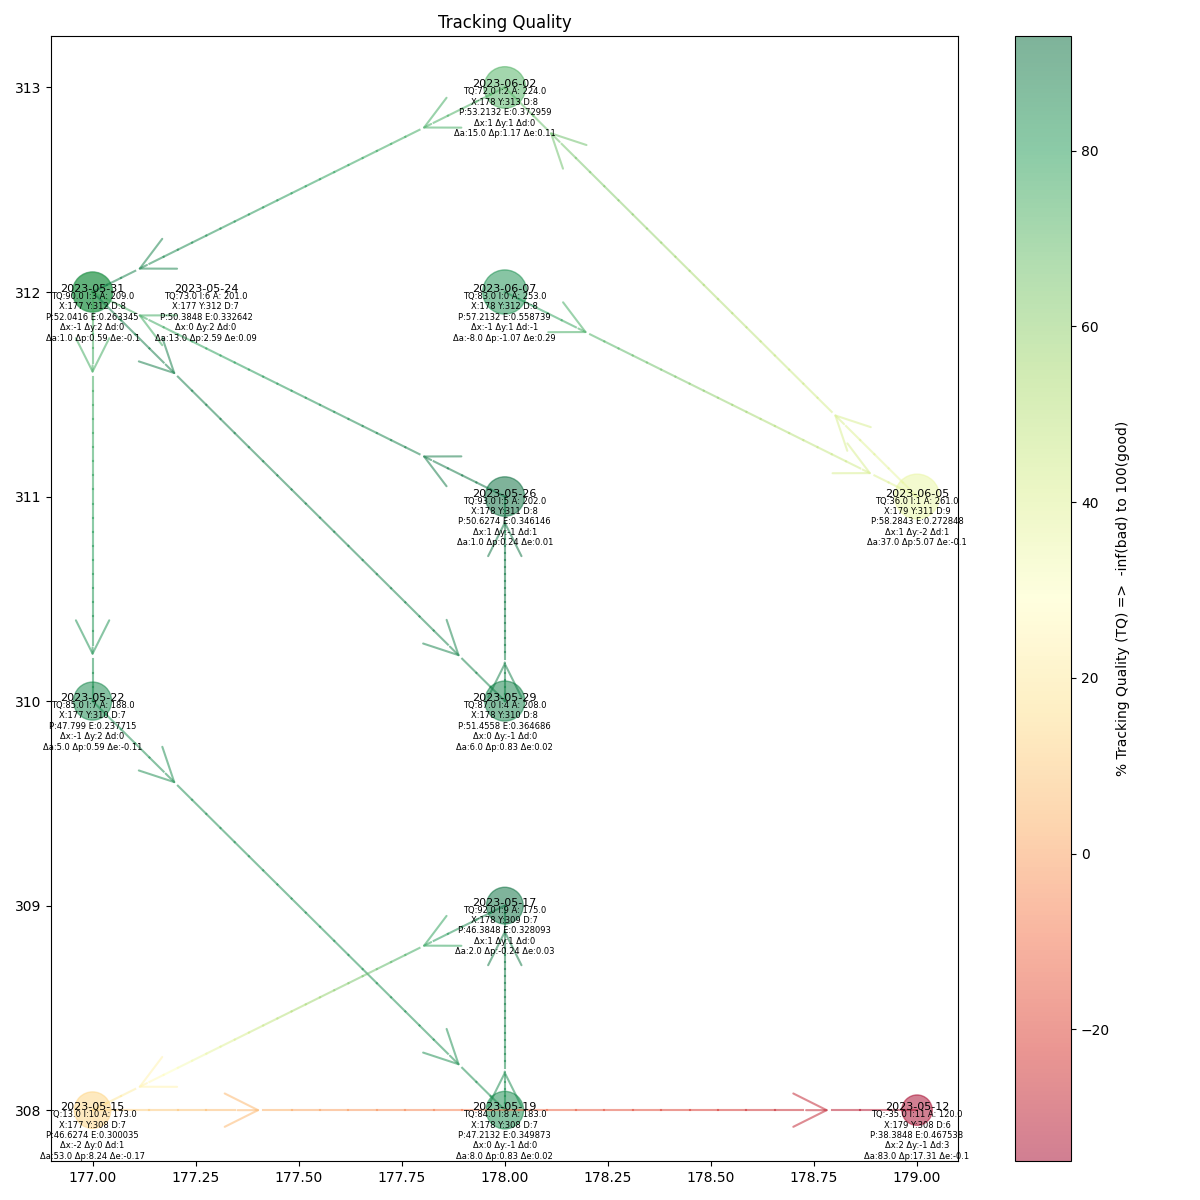 Tracking Quality
313
312
311
310
309
308
177.00
177.25
177.50
177.75
178.00
178.25
178.50
178.75
179.00
2023-06-02
TQ:72.0 I:2 A: 224.0
X:178 Y:313 D:8
P:53.2132 E:0.372959
Δx:1 Δy:1 Δd:0
Δa:15.0 Δp:1.17 Δe:0.11
2023-05-31
TQ:90.0 I:3 A: 209.0
X:177 Y:312 D:8
P:52.0416 E:0.263345
Δx:-1 Δy:2 Δd:0
Δa:1.0 Δp:0.59 Δe:-0.1
2023-05-24
TQ:73.0 I:6 A: 201.0
X:177 Y:312 D:7
P:50.3848 E:0.332642
Δx:0 Δy:2 Δd:0
Δa:13.0 Δp:2.59 Δe:0.09
2023-06-07
TQ:83.0 I:0 A: 253.0
X:178 Y:312 D:8
P:57.2132 E:0.558739
Δx:-1 Δy:1 Δd:-1
Δa:-8.0 Δp:-1.07 Δe:0.29
2023-05-26
TQ:93.0 I:5 A: 202.0
X:178 Y:311 D:8
P:50.6274 E:0.346146
Δx:1 Δy:-1 Δd:1
Δa:1.0 Δp:0.24 Δe:0.01
2023-06-05
TQ:36.0 I:1 A: 261.0
X:179 Y:311 D:9
P:58.2843 E:0.272848
Δx:1 Δy:-2 Δd:1
Δa:37.0 Δp:5.07 Δe:-0.1
2023-05-22
TQ:85.0 I:7 A: 188.0
X:177 Y:310 D:7
P:47.799 E:0.237715
Δx:-1 Δy:2 Δd:0
Δa:5.0 Δp:0.59 Δe:-0.11
2023-05-29
TQ:87.0 I:4 A: 208.0
X:178 Y:310 D:8
P:51.4558 E:0.364686
Δx:0 Δy:-1 Δd:0
Δa:6.0 Δp:0.83 Δe:0.02
2023-05-17
TQ:92.0 I:9 A: 175.0
X:178 Y:309 D:7
P:46.3848 E:0.328093
Δx:1 Δy:1 Δd:0
Δa:2.0 Δp:-0.24 Δe:0.03
2023-05-15
TQ:13.0 I:10 A: 173.0
X:177 Y:308 D:7
P:46.6274 E:0.300035
Δx:-2 Δy:0 Δd:1
Δa:53.0 Δp:8.24 Δe:-0.17
2023-05-19
TQ:84.0 I:8 A: 183.0
X:178 Y:308 D:7
P:47.2132 E:0.349873
Δx:0 Δy:-1 Δd:0
Δa:8.0 Δp:0.83 Δe:0.02
2023-05-12
TQ:-35.0 I:11 A: 120.0
X:179 Y:308 D:6
P:38.3848 E:0.467538
Δx:2 Δy:-1 Δd:3
Δa:83.0 Δp:17.31 Δe:-0.1
80
60
40
20
0
−20
% Tracking Quality (TQ) => -inf(bad) to 100(good)